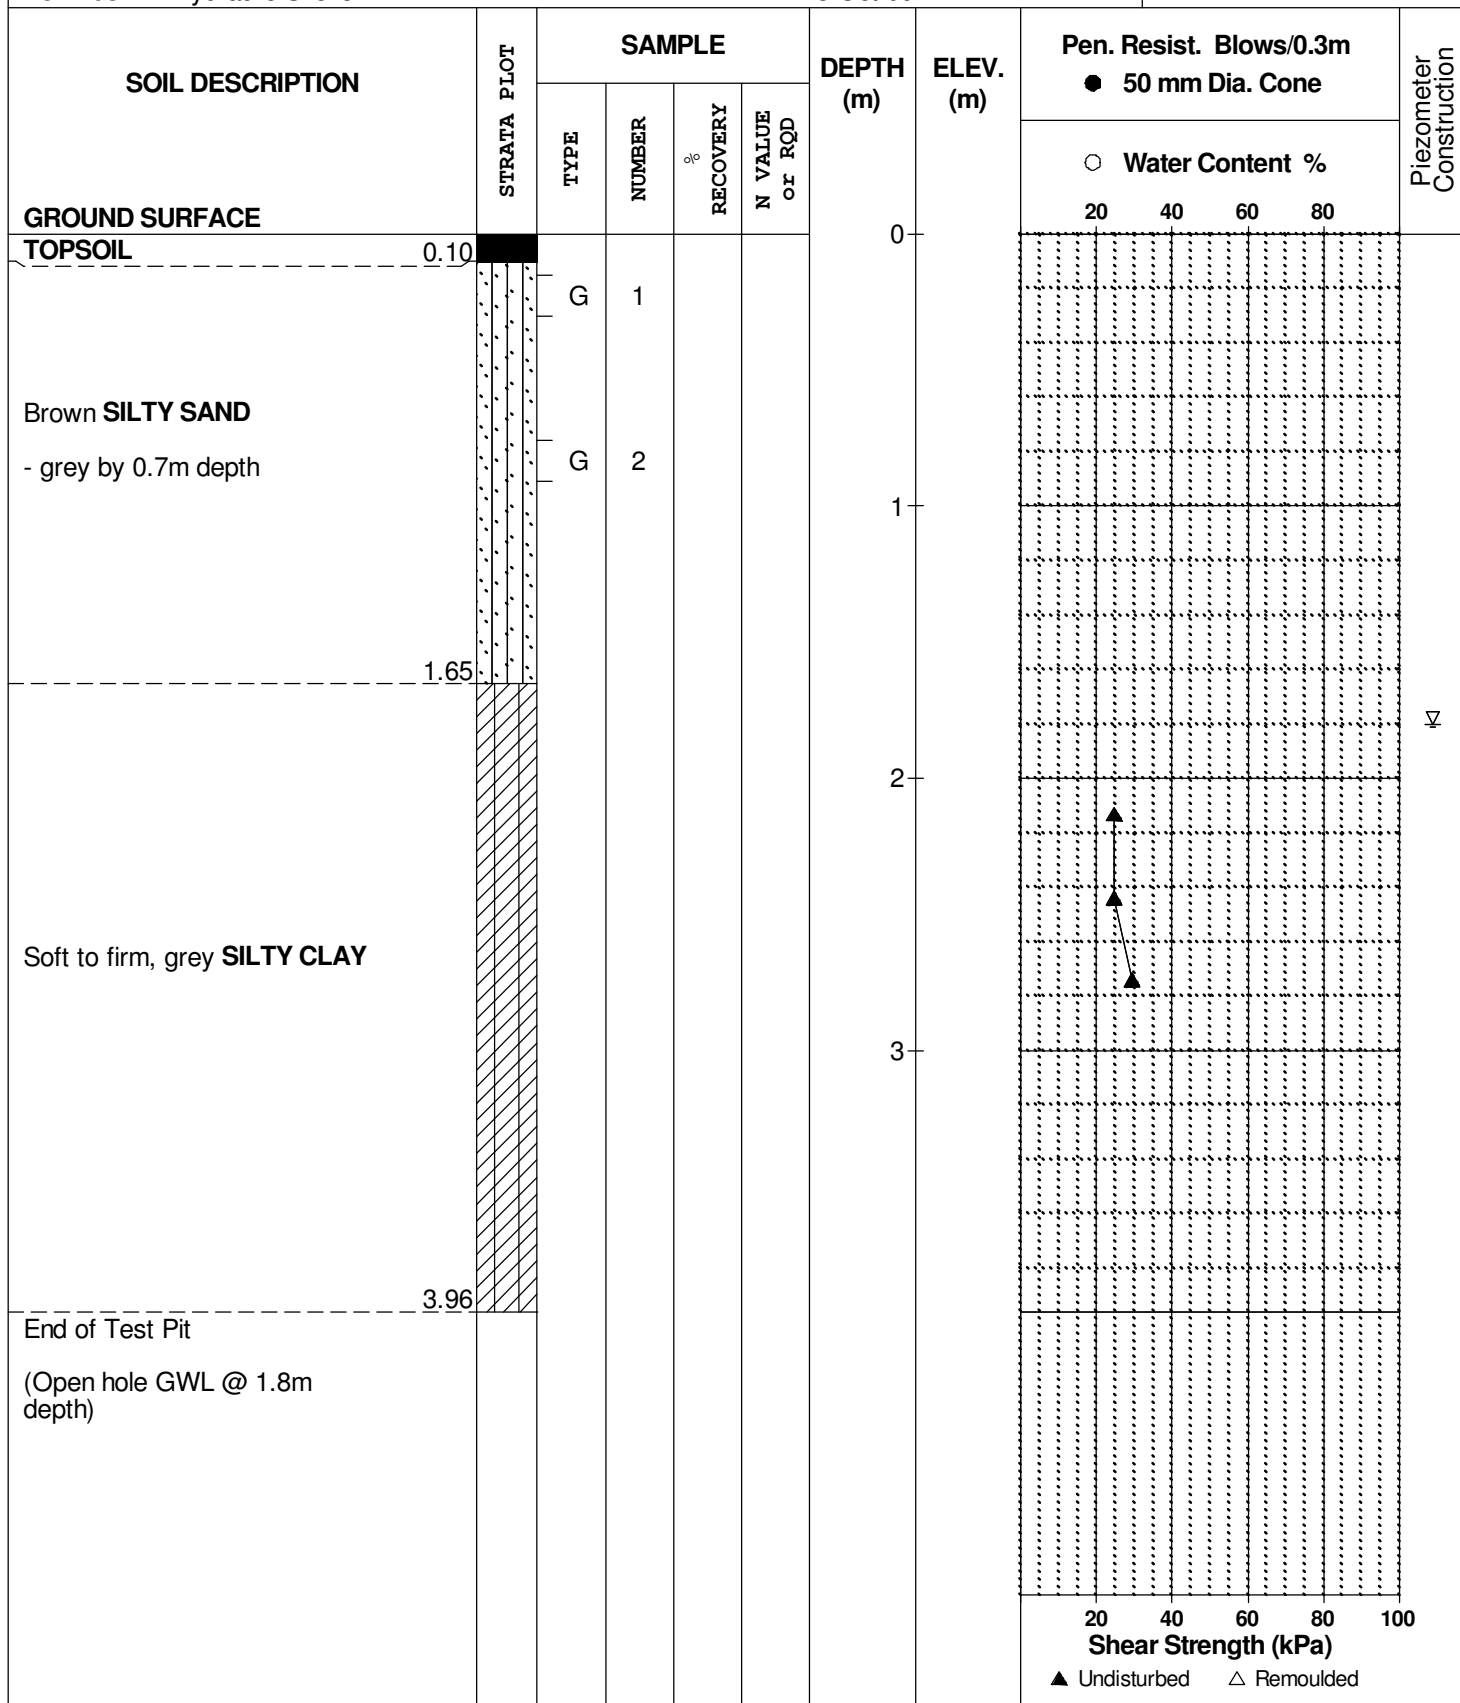 SOIL DESCRIPTION
GROUND SURFACE
STRATA PLOT
SAMPLE
TYPE
NUMBER
%
RECOVERY
N VALUE
or RQD
DEPTH
(m)
ELEV.
(m)
Pen. Resist. Blows/0.3m
● 50 mm Dia. Cone
○ Water Content %
20 40 60 80
Piezometer
Construction
TOPSOIL 0.10
0
G 1
Brown SILTY SAND
- grey by 0.7m depth
G 2
1
1.65
2
Soft to firm, grey SILTY CLAY
3
3.96
End of Test Pit
(Open hole GWL @ 1.8m
depth)
20 40 60 80 100
Shear Strength (kPa)
▲ Undisturbed △ Remoulded